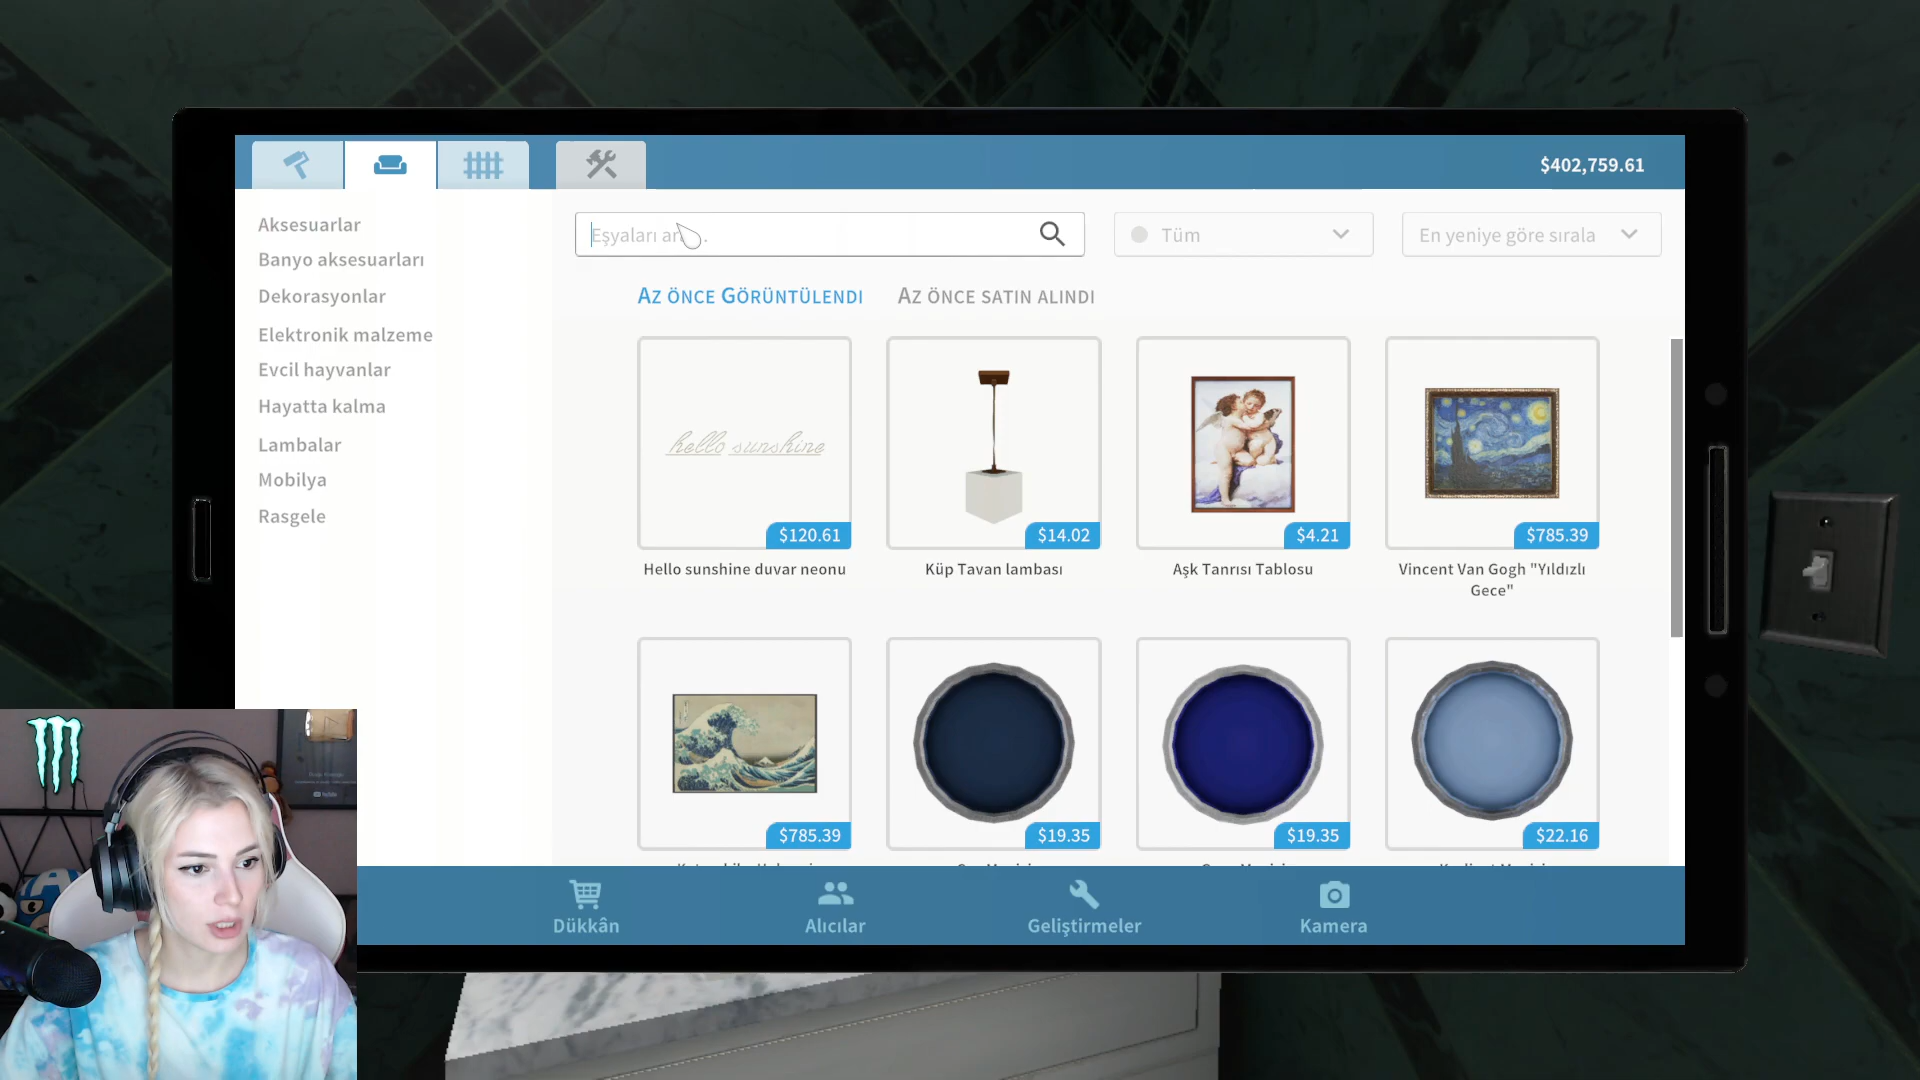 $402,759.61
Aksesuarlar
Banyo aksesuarları
Dekorasyonlar
Elektronik malzeme
Evcil hayvanlar
Hayatta kalma
Lambalar
Mobilya
Rasgele
Eşyaları
Tüm
En yeniye göre sırala
AZ ÖNCE GÖRÜNTÜLENDI
AZ ÖNCE SATIN ALINDI
hello sunshine
$120.61
$14.02
$4.21
$785.39
Hello sunshine duvar neonu
Küp Tavan lambası
Aşk Tanrısı Tablosu
Vincent Van Gogh "Yıldızlı
Gece"
$785.39
$19.35
$19.35
$22.16
Dükkân
Alıcılar
Geliştirmeler
Kamera